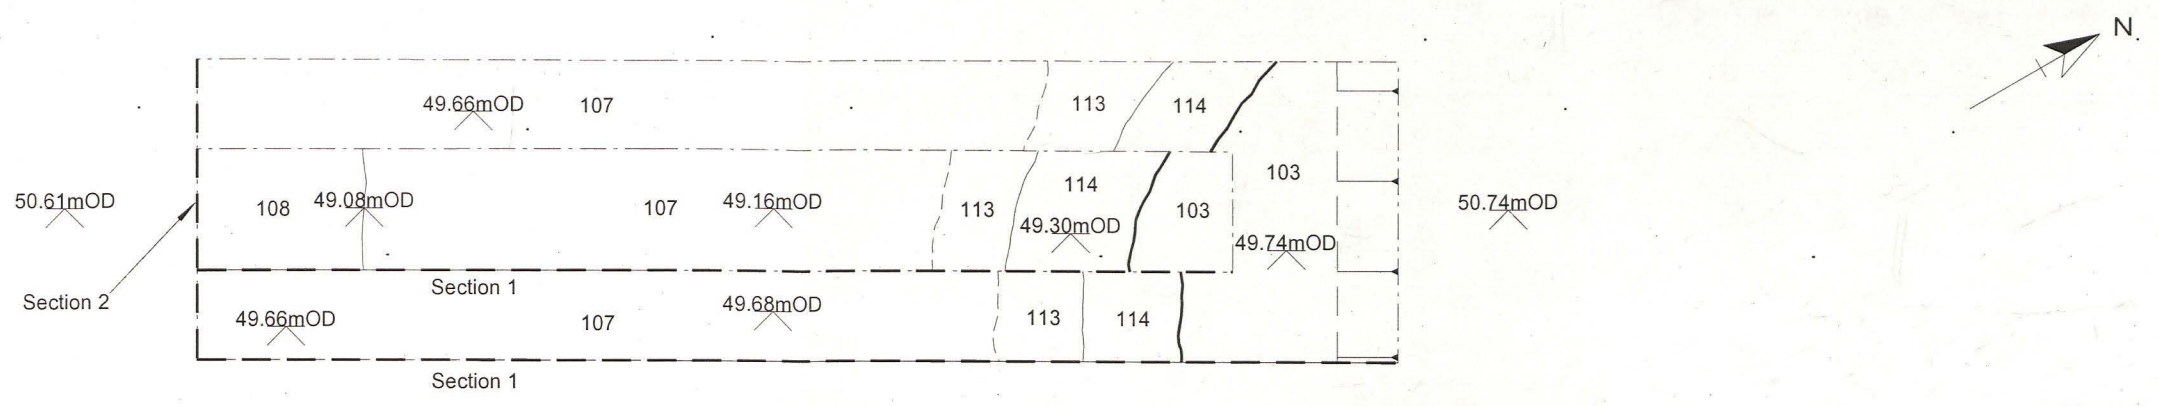 N
49.66mOD 107 113 114
103
50.61mOD 108 49.08mOD 107 49.16mOD 113 114 103 50.74mOD
49.30mOD
49.74mOD
Section 2
Section 1
49.66mOD 107 49.68mOD 113 114
Section 1